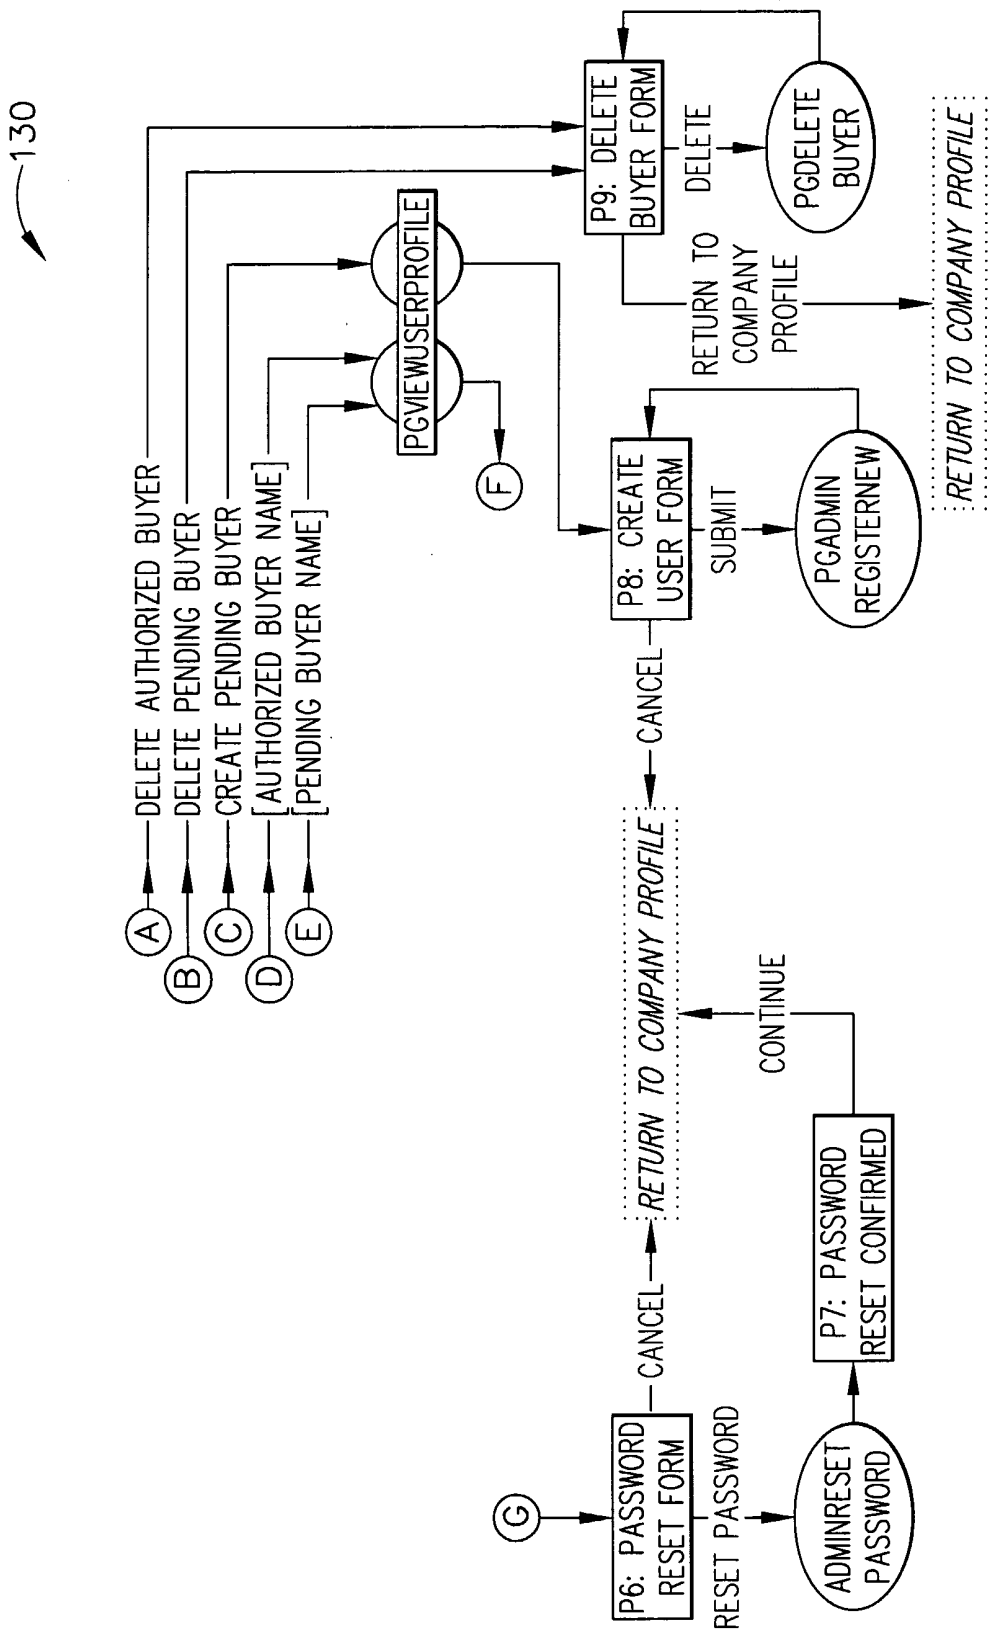 130
A
DELETE AUTHORIZED BUYER
B
DELETE PENDING BUYER
C
CREATE PENDING BUYER
D
[AUTHORIZED BUYER NAME]
E
[PENDING BUYER NAME]
PGVIEWUSERPROFILE
F
G
P6: PASSWORD
RESET FORM
CANCEL
RETURN TO COMPANY PROFILE
CANCEL
P8: CREATE
USER FORM
P9: DELETE
BUYER FORM
RESET PASSWORD
ADMINRESET
PASSWORD
P7: PASSWORD
RESET CONFIRMED
CONTINUE
SUBMIT
PGADMIN
REGISTERNEW
RETURN TO
COMPANY
PROFILE
DELETE
PGDELETE
BUYER
RETURN TO COMPANY PROFILE